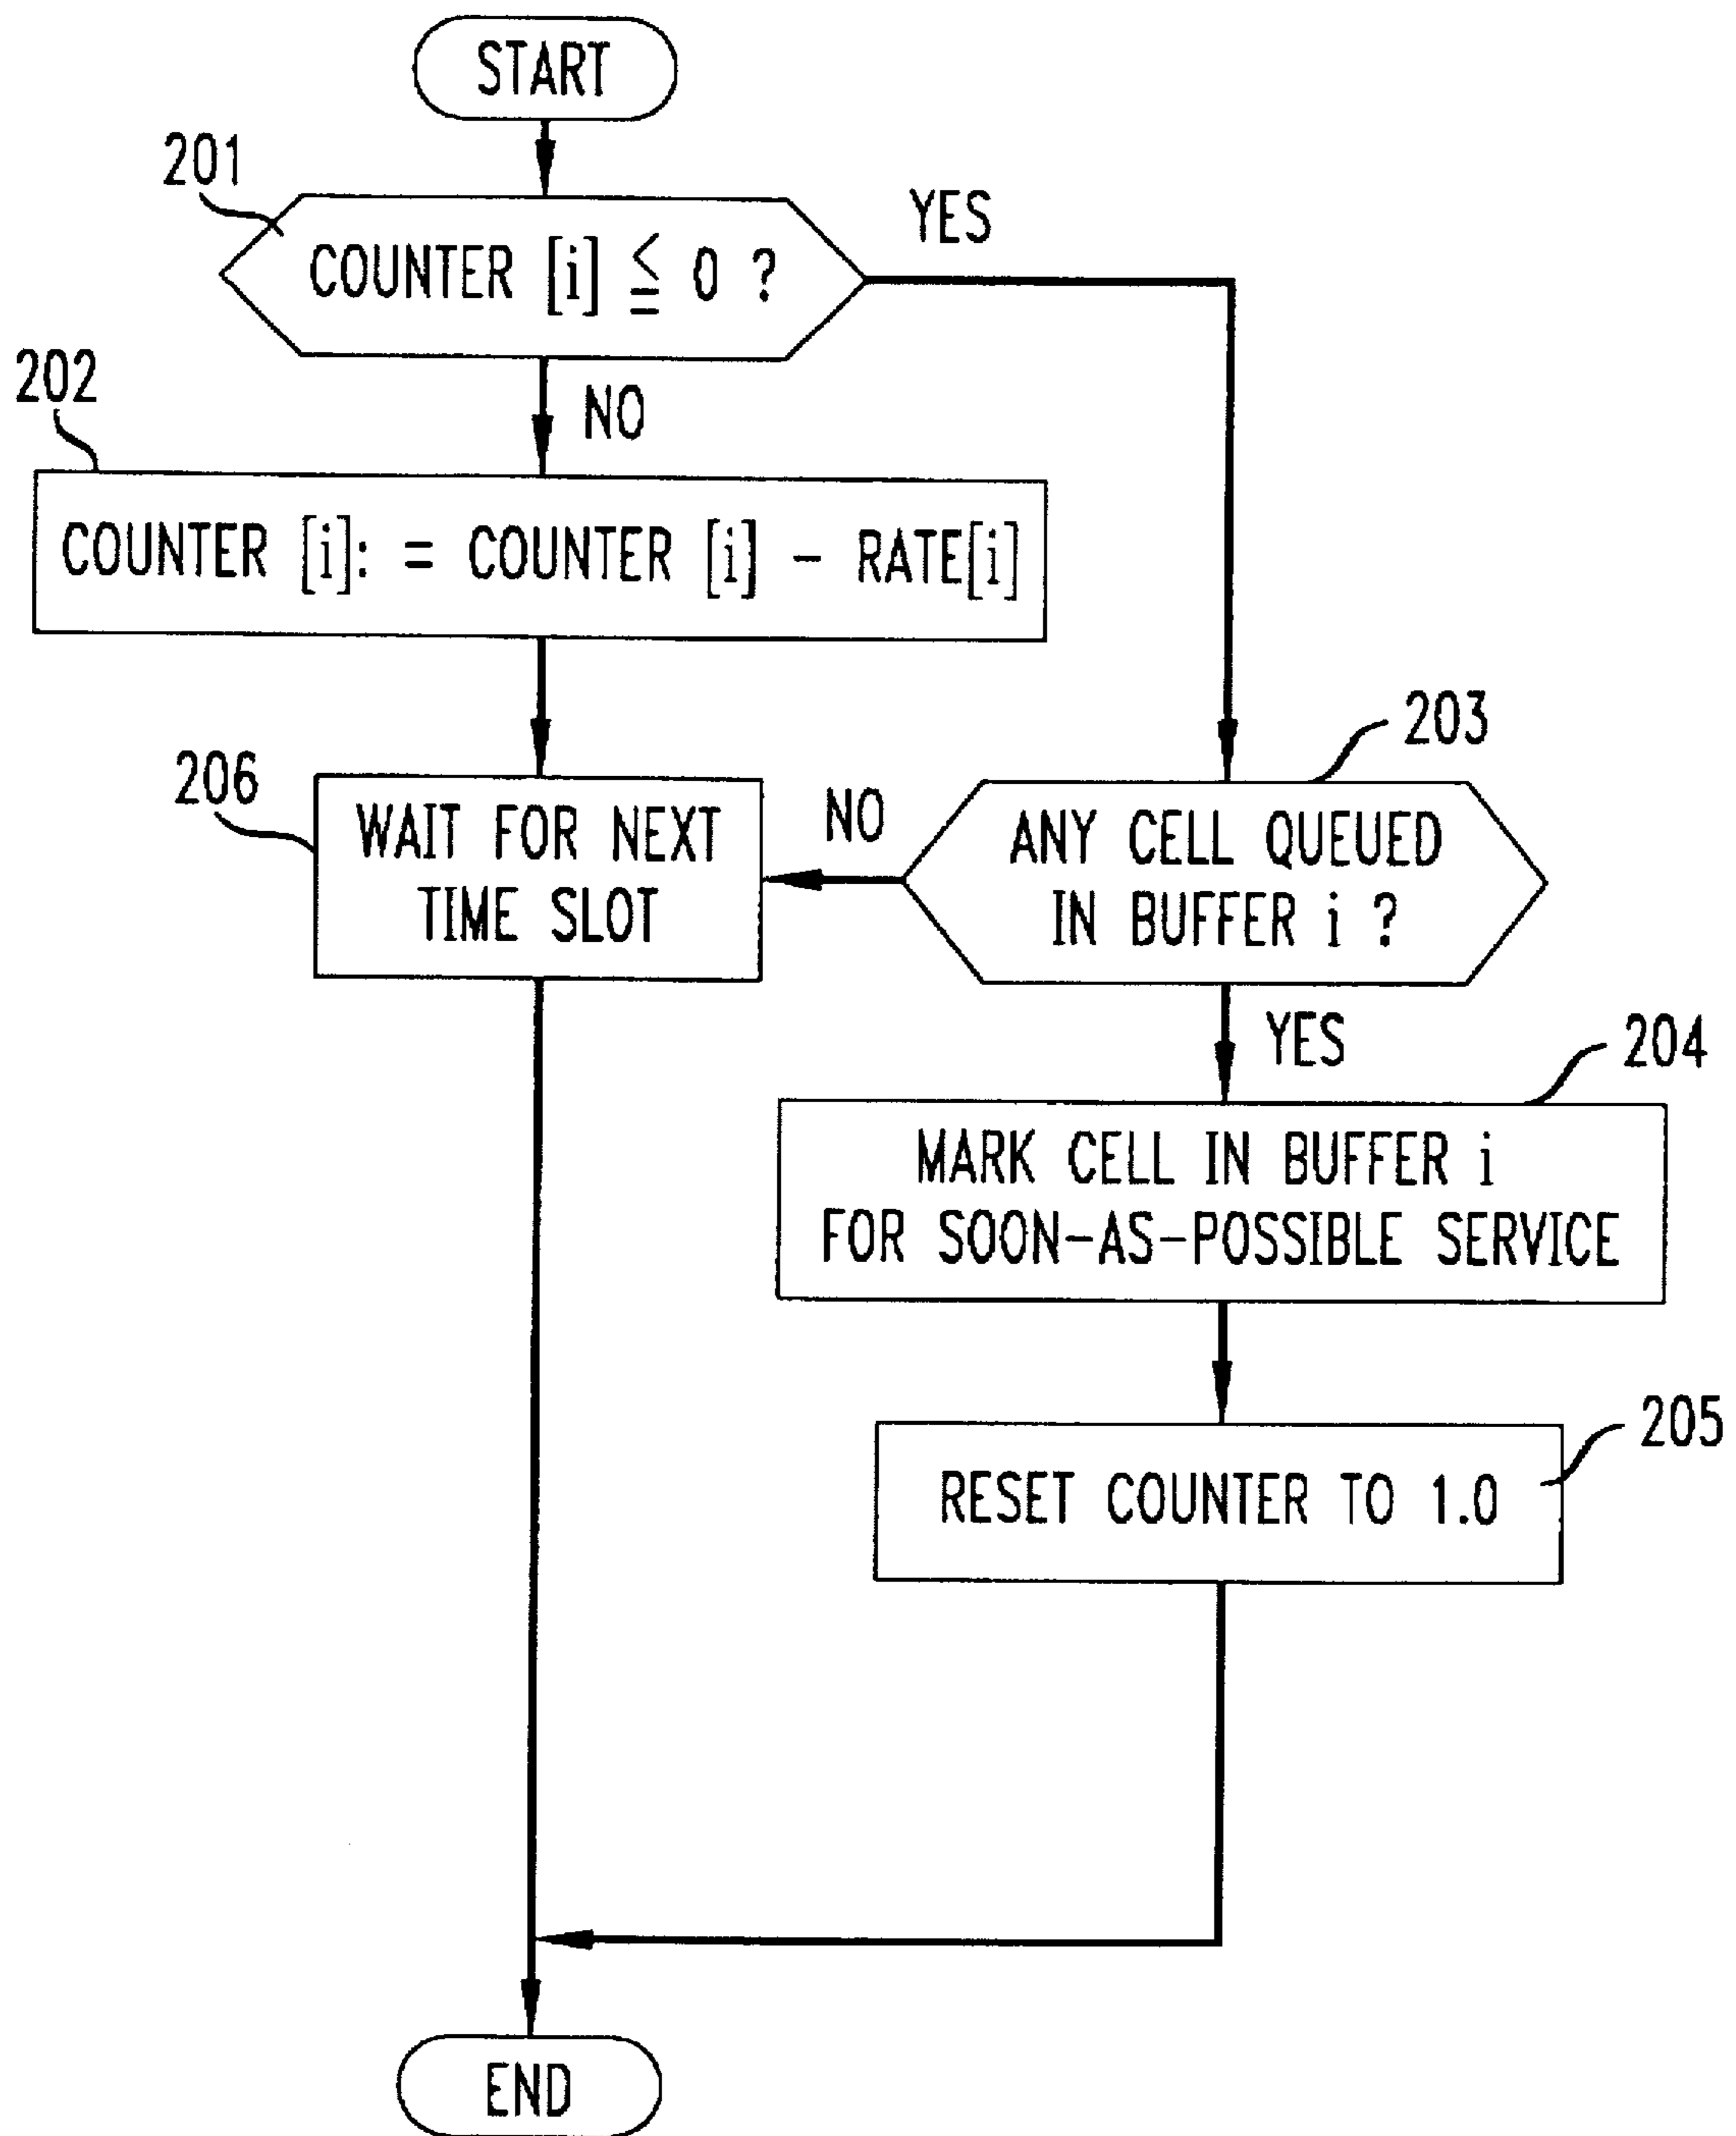 START
201
YES
COUNTER [i] ≦ 0 ?
202
NO
COUNTER [i]: = COUNTER [i] - RATE[i]
203
206
WAIT FOR NEXT
TIME SLOT
NO
ANY CELL QUEUED
IN BUFFER i ?
YES
204
MARK CELL IN BUFFER i
FOR SOON-AS-POSSIBLE SERVICE
205
RESET COUNTER TO 1.0
END